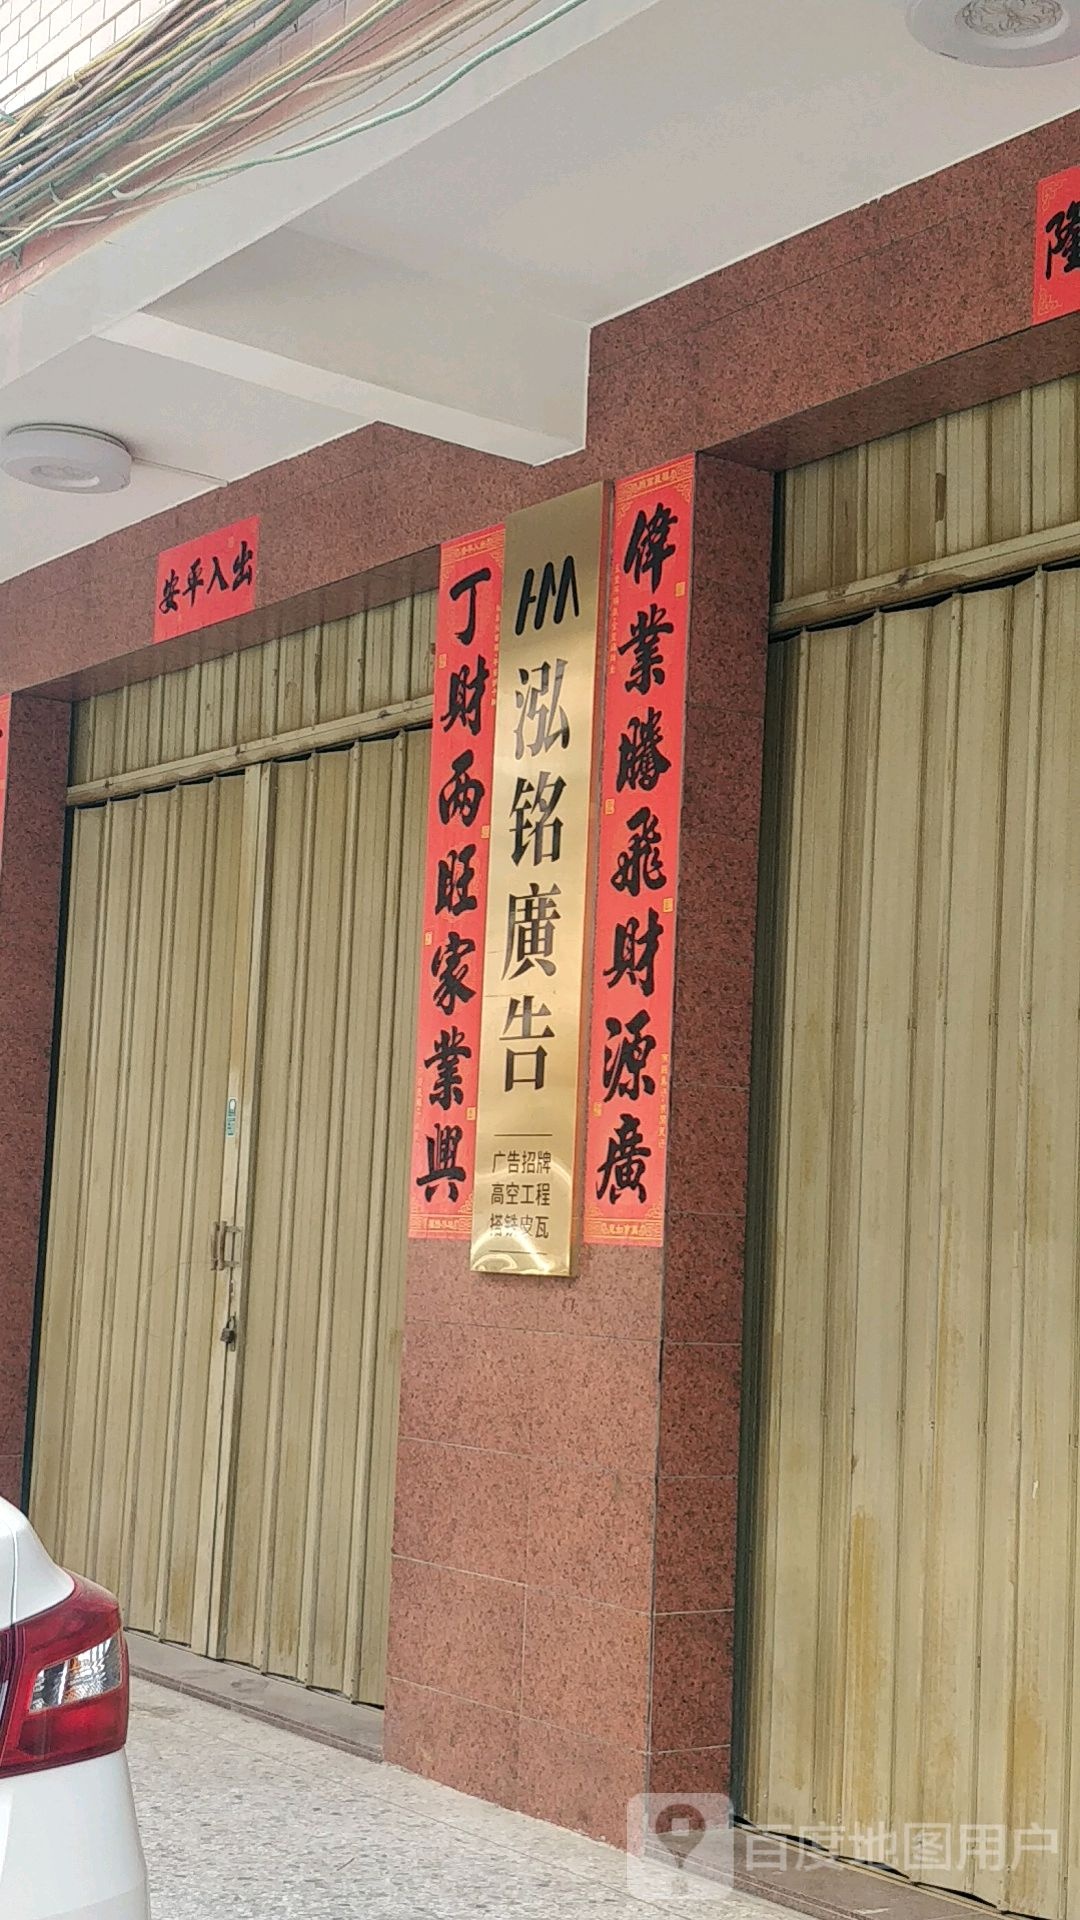 安平入出
丁財两旺家業興
HM
泓铭廣告
广告招牌
高空工程
搭铁皮瓦
偉業騰飛財源廣
隆
百度地图用户